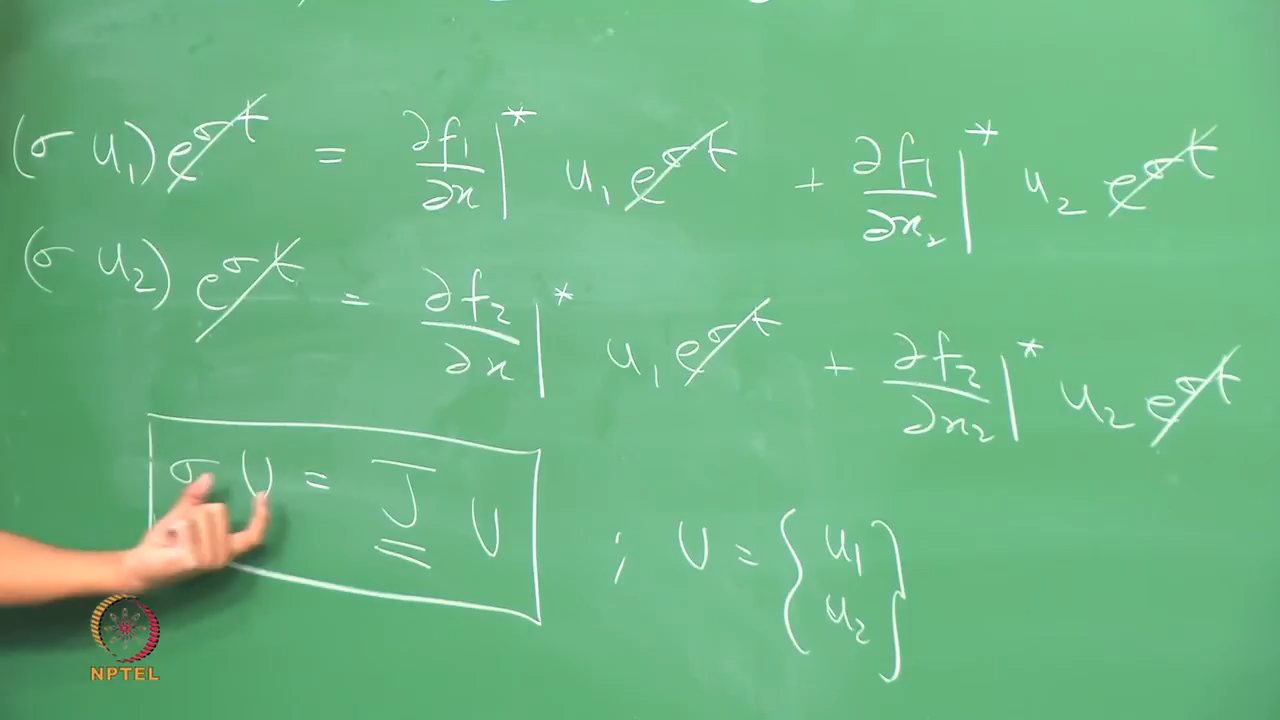 (σ u₁) e^{σt} = ∂f₁/∂x |* u₁ e^{σt} + ∂f₁/∂x₂ |* u₂ e^{σt}
(σ u₂) e^{σt} = ∂f₂/∂x |* u₁ e^{σt} + ∂f₂/∂x₂ |* u₂ e^{σt}
σ U = J U ; U = { u₁ u₂ }
NPTEL